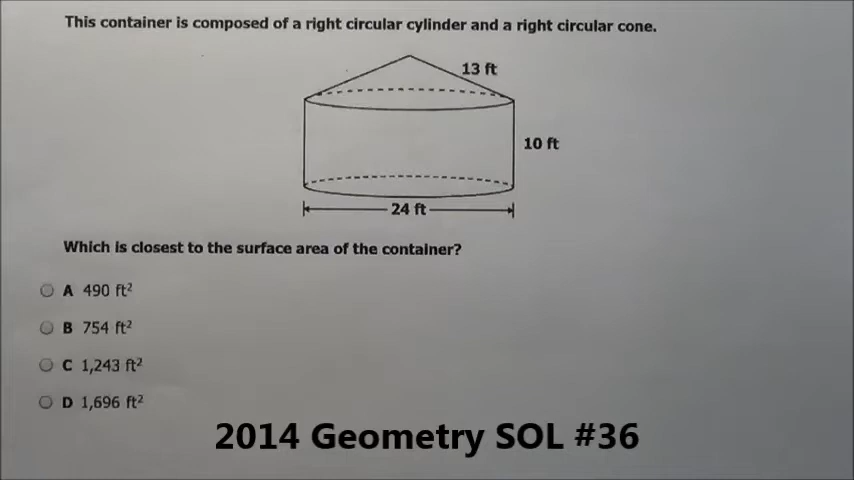 This container is composed of a right circular cylinder and a right circular cone.
13 ft
10 ft
24 ft
Which is closest to the surface area of the container?
A 490 ft²
B 754 ft²
C 1,243 ft²
D 1,696 ft²
2014 Geometry SOL #36